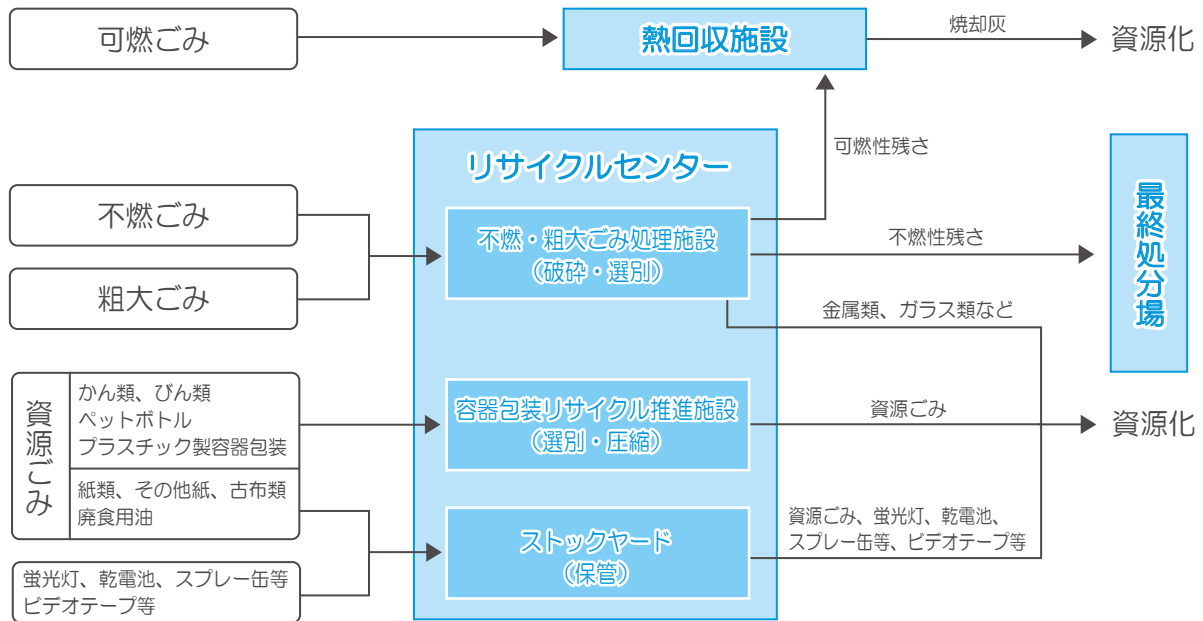 可燃ごみ
熱回収施設
焼却灰
資源化
可燃性残さ
リサイクルセンター
不燃ごみ
粗大ごみ
不燃・粗大ごみ処理施設
(破砕・選別)
不燃性残さ
最終処分場
金属類、ガラス類など
資源ごみ
かん類、びん類
ペットボトル
プラスチック製容器包装
紙類、その他紙、古布類
廃食用油
容器包装リサイクル推進施設
(選別・圧縮)
資源ごみ
資源化
蛍光灯、乾電池、スプレー缶等
ビデオテープ等
ストックヤード
(保管)
資源ごみ、蛍光灯、乾電池、
スプレー缶等、ビデオテープ等